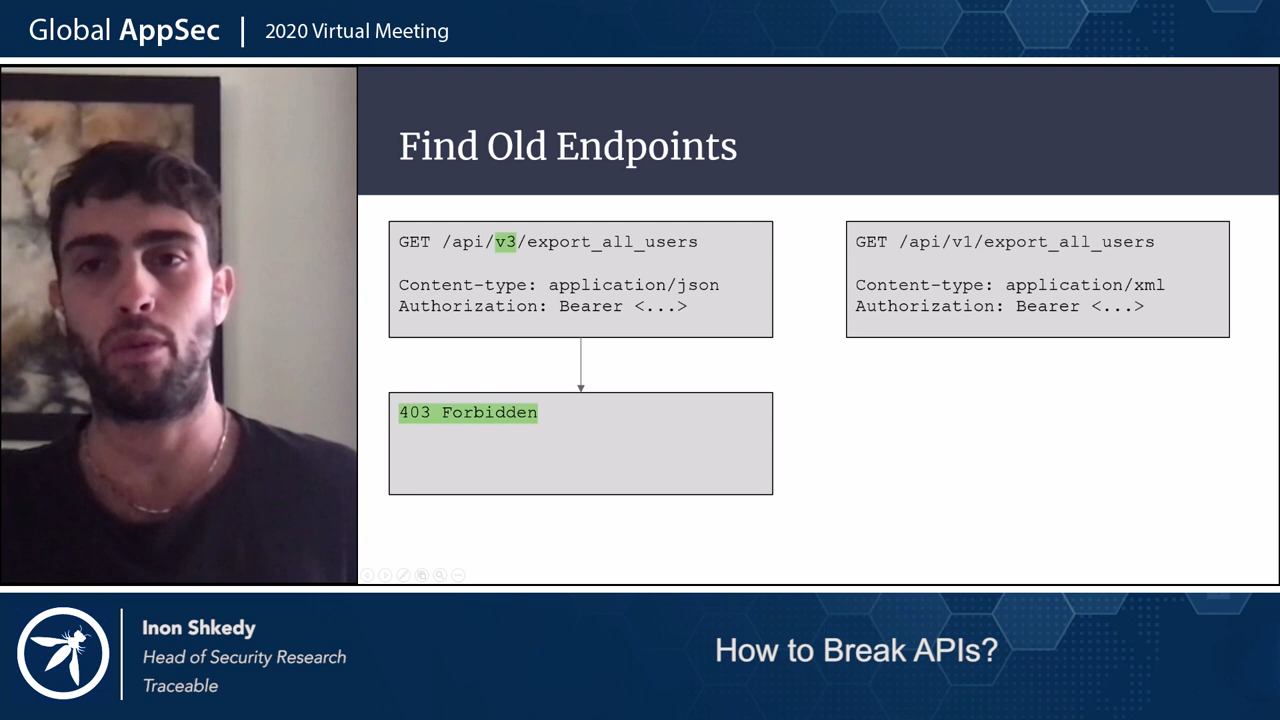 Global AppSec | 2020 Virtual Meeting
Find Old Endpoints
GET /api/v3/export_all_users
Content-type: application/json
Authorization: Bearer <...>
GET /api/v1/export_all_users
Content-type: application/xml
Authorization: Bearer <...>
403 Forbidden
Inon Shkedy
Head of Security Research
Traceable
How to Break APIs?